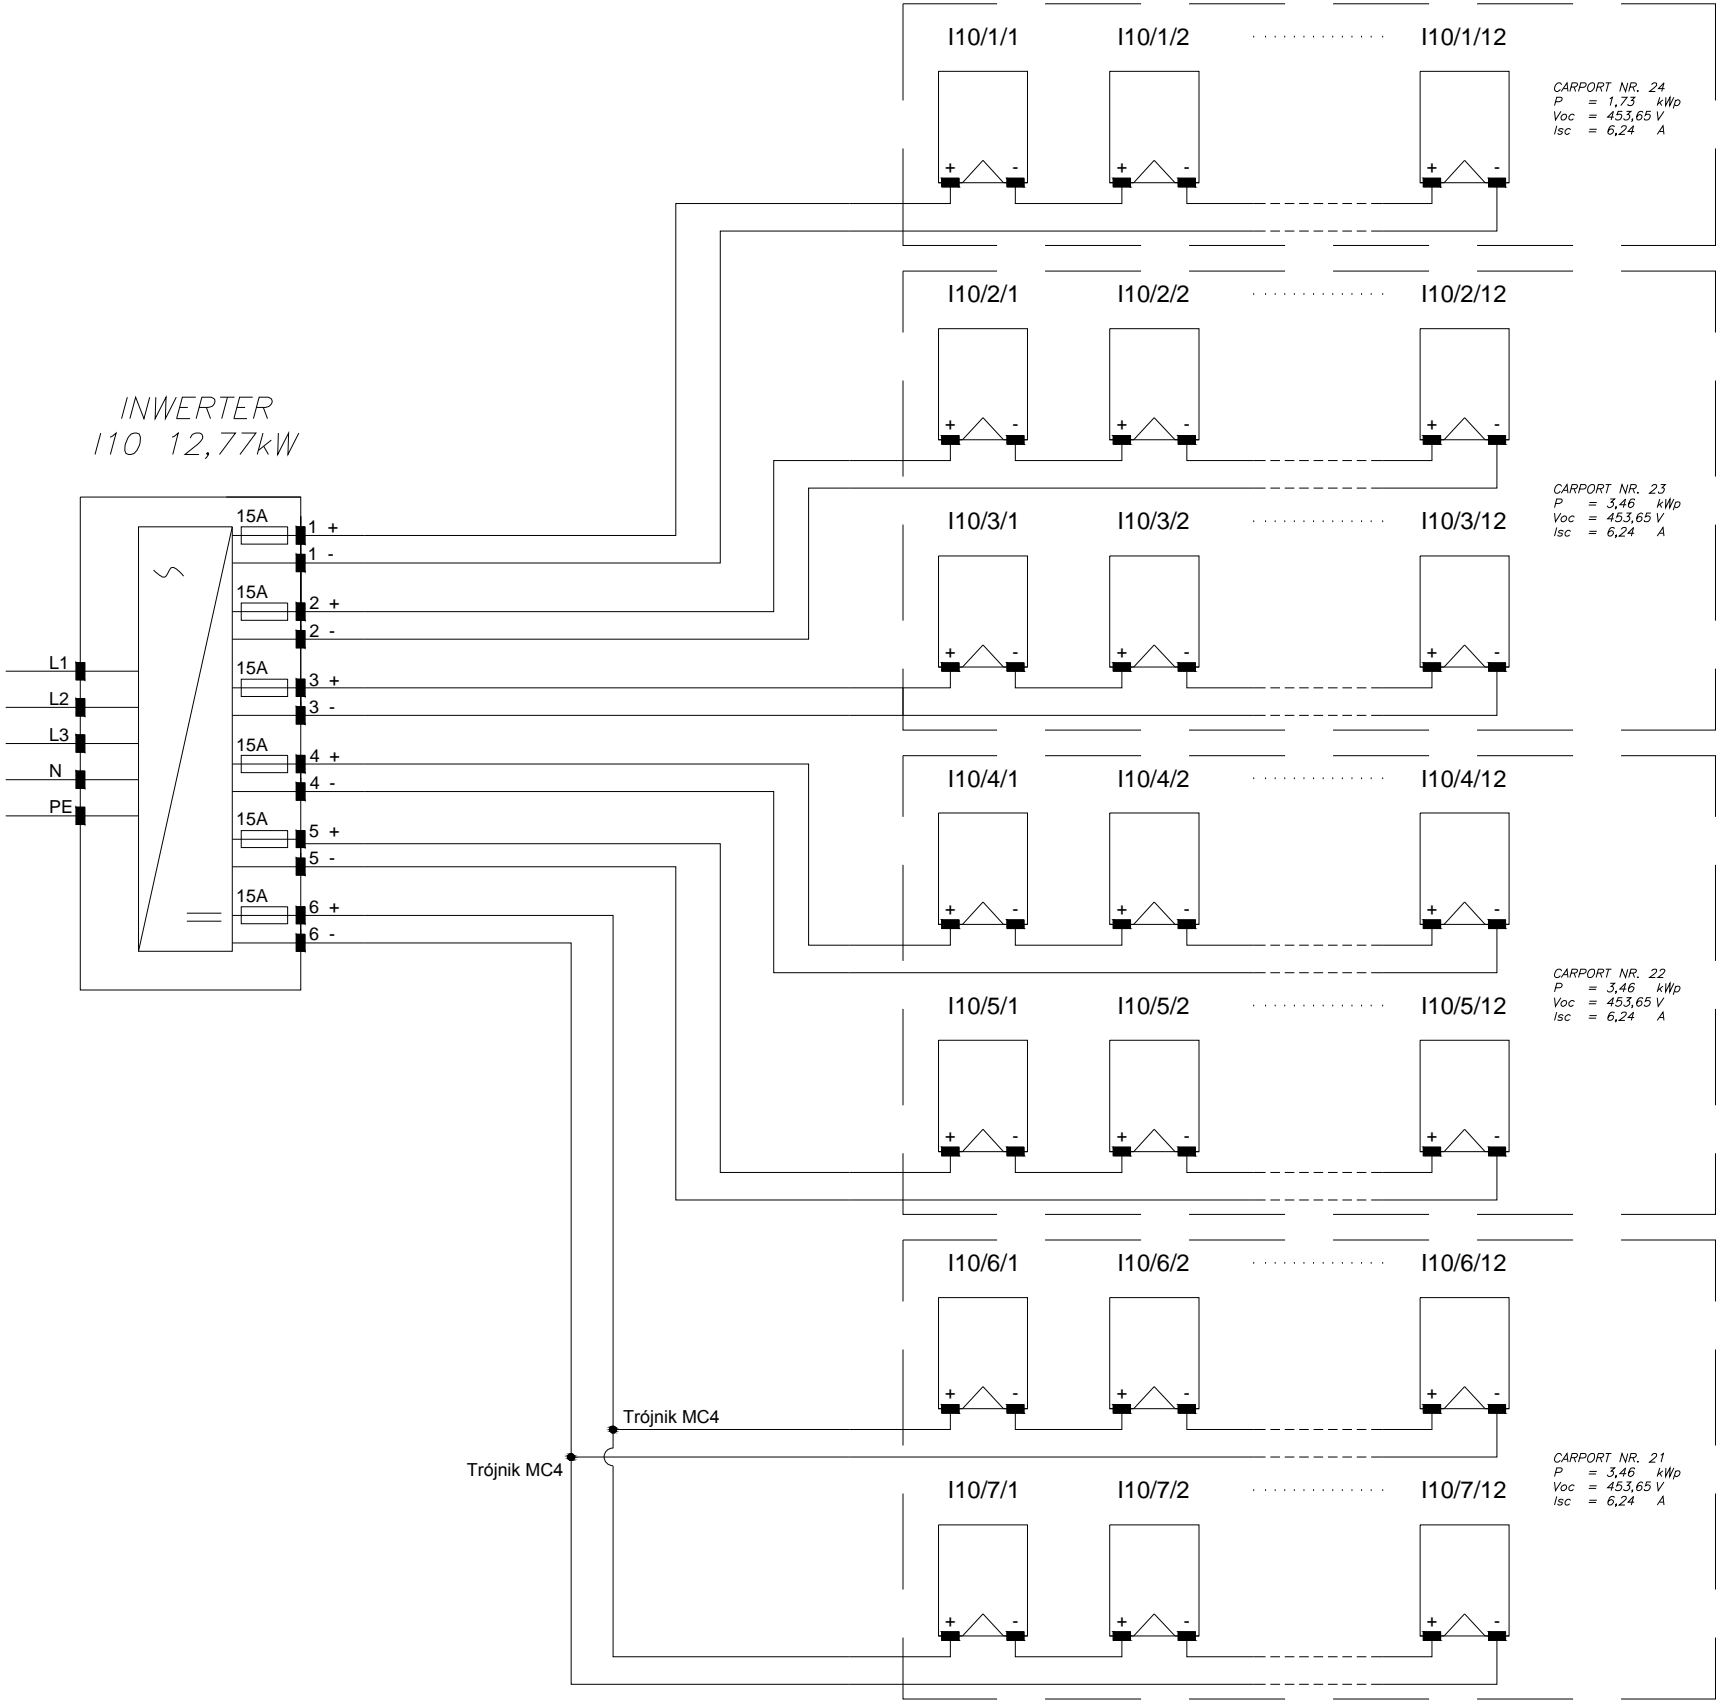 I10/1/1 I10/1/2 ............... I10/1/12
CARPORT NR. 24
P = 1,73 kWp
Voc = 453,65 V
Isc = 6,24 A
+ - + - + -
I10/2/1 I10/2/2 ............... I10/2/12
+ - + - + -
CARPORT NR. 23
P = 3,46 kWp
Voc = 453,65 V
Isc = 6,24 A
I10/3/1 I10/3/2 ............... I10/3/12
+ - + - + -
INWERTER
I10 12,77kW
15A 1 +
1 -
15A 2 +
2 -
15A 3 +
3 -
15A 4 +
4 -
15A 5 +
5 -
15A 6 +
6 -
L1
L2
L3
N
PE
I10/4/1 I10/4/2 ............... I10/4/12
+ - + - + -
CARPORT NR. 22
P = 3,46 kWp
Voc = 453,65 V
Isc = 6,24 A
I10/5/1 I10/5/2 ............... I10/5/12
+ - + - + -
I10/6/1 I10/6/2 ............... I10/6/12
+ - + - + -
Trójnik MC4
Trójnik MC4
CARPORT NR. 21
P = 3,46 kWp
Voc = 453,65 V
Isc = 6,24 A
I10/7/1 I10/7/2 ............... I10/7/12
+ - + - + -